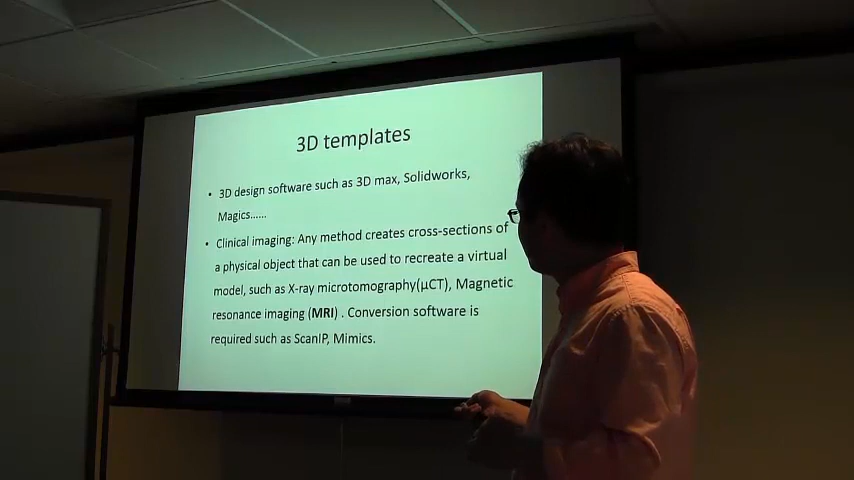 3D templates
• 3D design software such as 3D max, Solidworks,
Magics......
• Clinical imaging: Any method creates cross-sections of
a physical object that can be used to recreate a virtual
model, such as X-ray microtomography(μCT), Magnetic
resonance imaging (MRI) . Conversion software is
required such as ScanIP, Mimics.